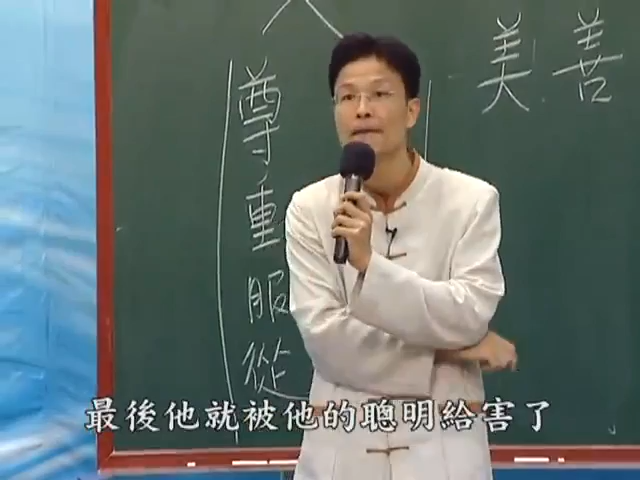 美善
尊重服從
最後他就被他的聰明給害了